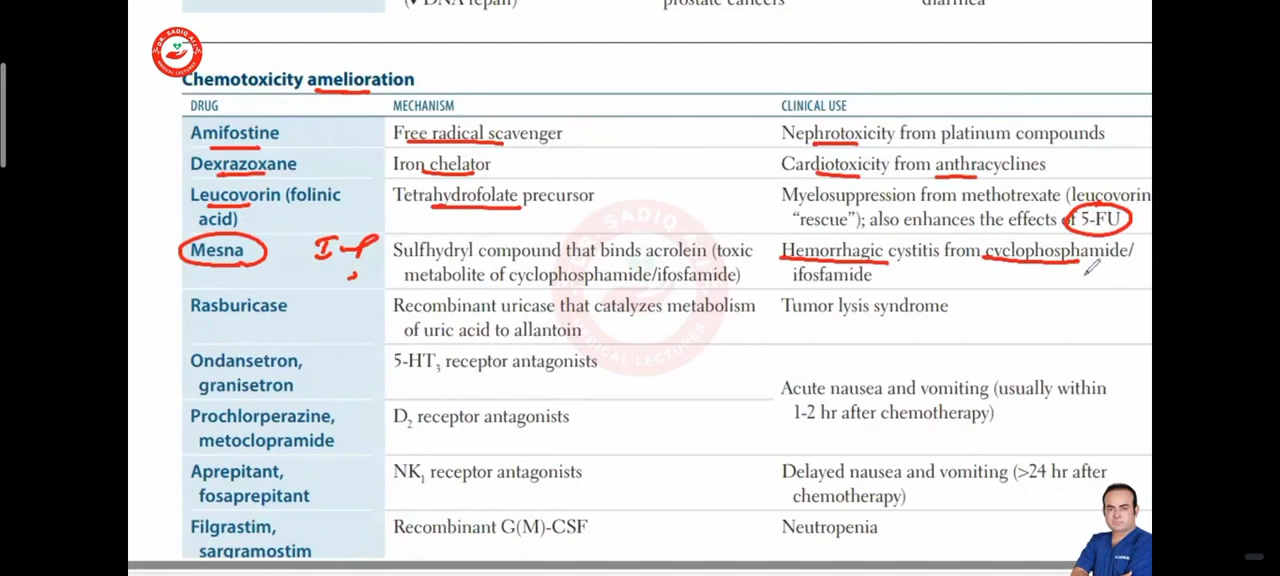 (▼ DNA repair) prostate cancers diarrhea
DR. SADIQ ALI
MEDICAL LECTURES
Chemotoxicity amelioration
DRUG MECHANISM CLINICAL USE
Amifostine Free radical scavenger Nephrotoxicity from platinum compounds
Dexrazoxane Iron chelator Cardiotoxicity from anthracyclines
Leucovorin (folinic Tetrahydrofolate precursor Myelosuppression from methotrexate (leucovorin
acid) “rescue”); also enhances the effects of 5-FU
Mesna Sulfhydryl compound that binds acrolein (toxic Hemorrhagic cystitis from cyclophosphamide/
metabolite of cyclophosphamide/ifosfamide) ifosfamide
Rasburicase Recombinant uricase that catalyzes metabolism Tumor lysis syndrome
of uric acid to allantoin
Ondansetron, 5-HT3 receptor antagonists
granisetron Acute nausea and vomiting (usually within
1-2 hr after chemotherapy)
Prochlorperazine, D2 receptor antagonists
metoclopramide
Aprepitant, NK1 receptor antagonists Delayed nausea and vomiting (>24 hr after
fosaprepitant chemotherapy)
Filgrastim, Recombinant G(M)-CSF Neutropenia
sargramostim